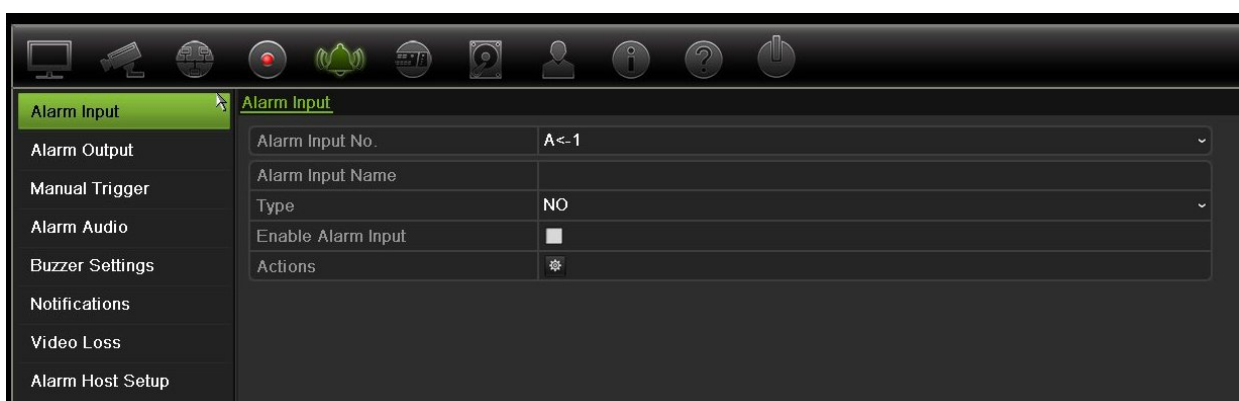 Alarm Input
Alarm Output
Manual Trigger
Alarm Audio
Buzzer Settings
Notifications
Video Loss
Alarm Host Setup
Alarm Input
Alarm Input No. A<-1
Alarm Input Name
Type NO
Enable Alarm Input
Actions